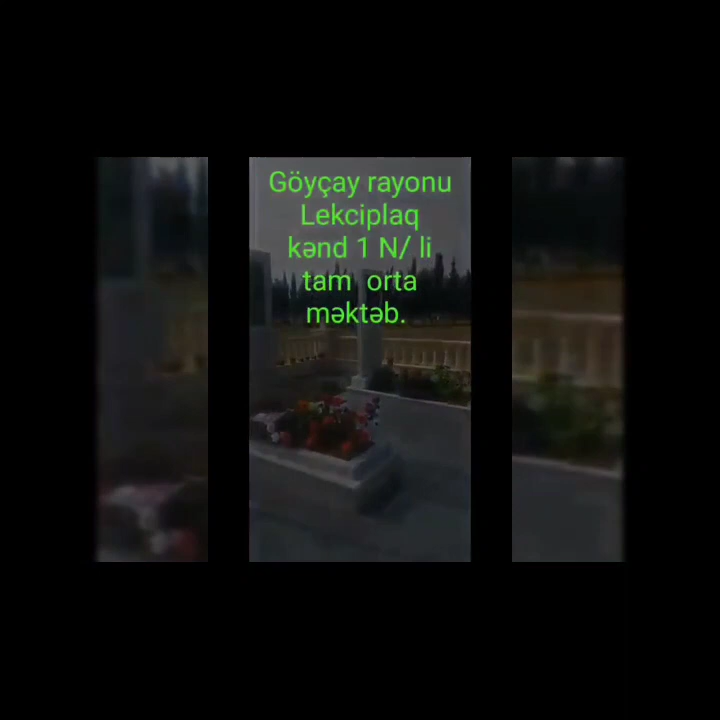 Göyçay rayonu
Lekciplaq
kənd 1 N/ li
tam orta
məktəb.